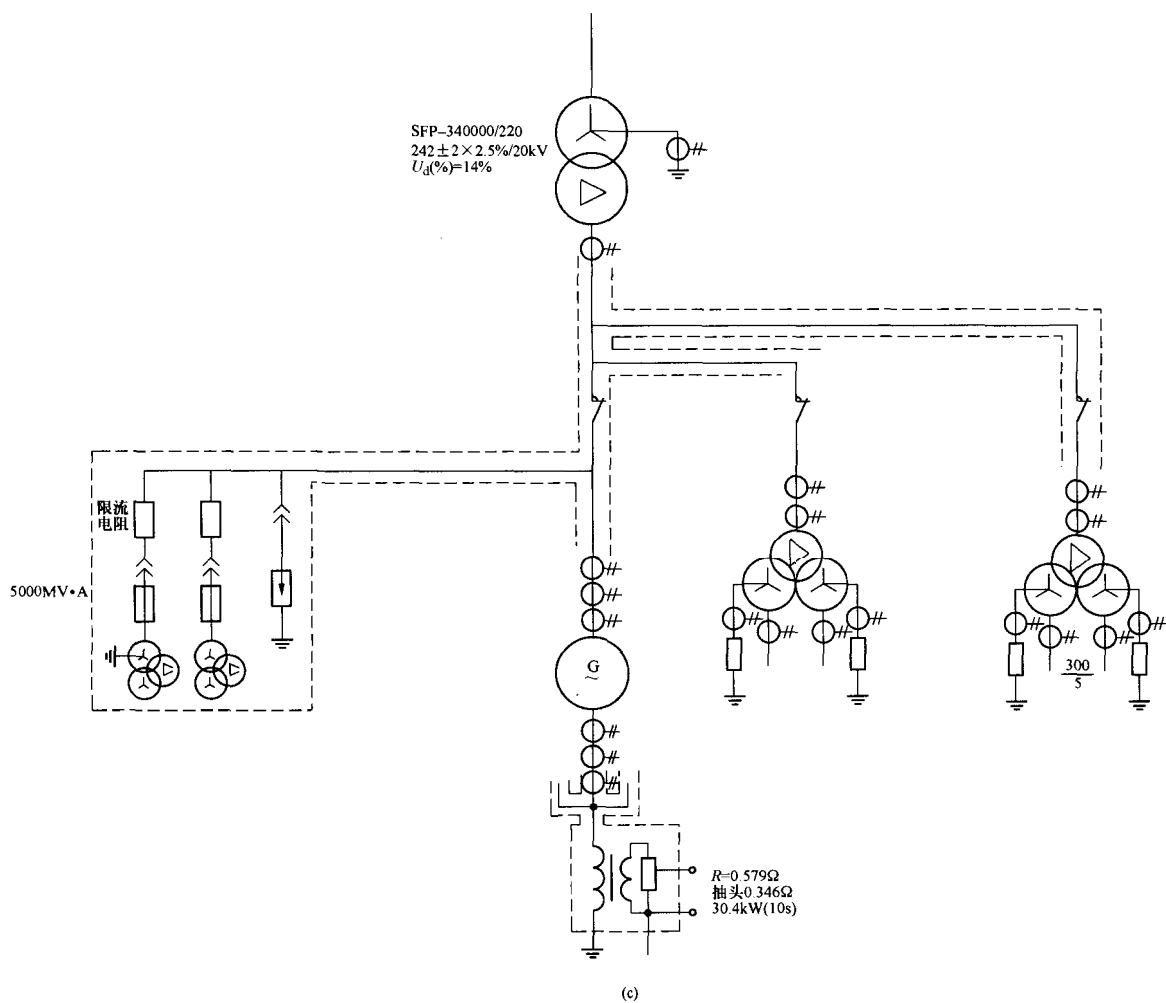 SFP-340000/220
242±2×2.5%/20kV
U_d(%)=14%
限流
电阻
5000MV•A
G
~
300
5
R=0.579Ω
抽头0.346Ω
30.4kW(10s)
(c)